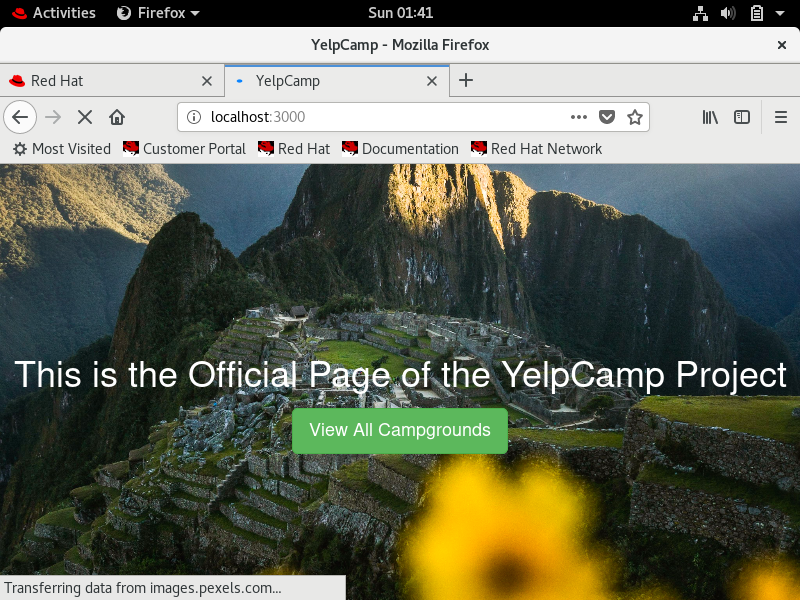 Activities Firefox Sun 01:41
YelpCamp - Mozilla Firefox
Red Hat YelpCamp
localhost:3000
Most Visited Customer Portal Red Hat Documentation Red Hat Network
This is the Official Page of the YelpCamp Project
View All Campgrounds
Transferring data from images.pexels.com...